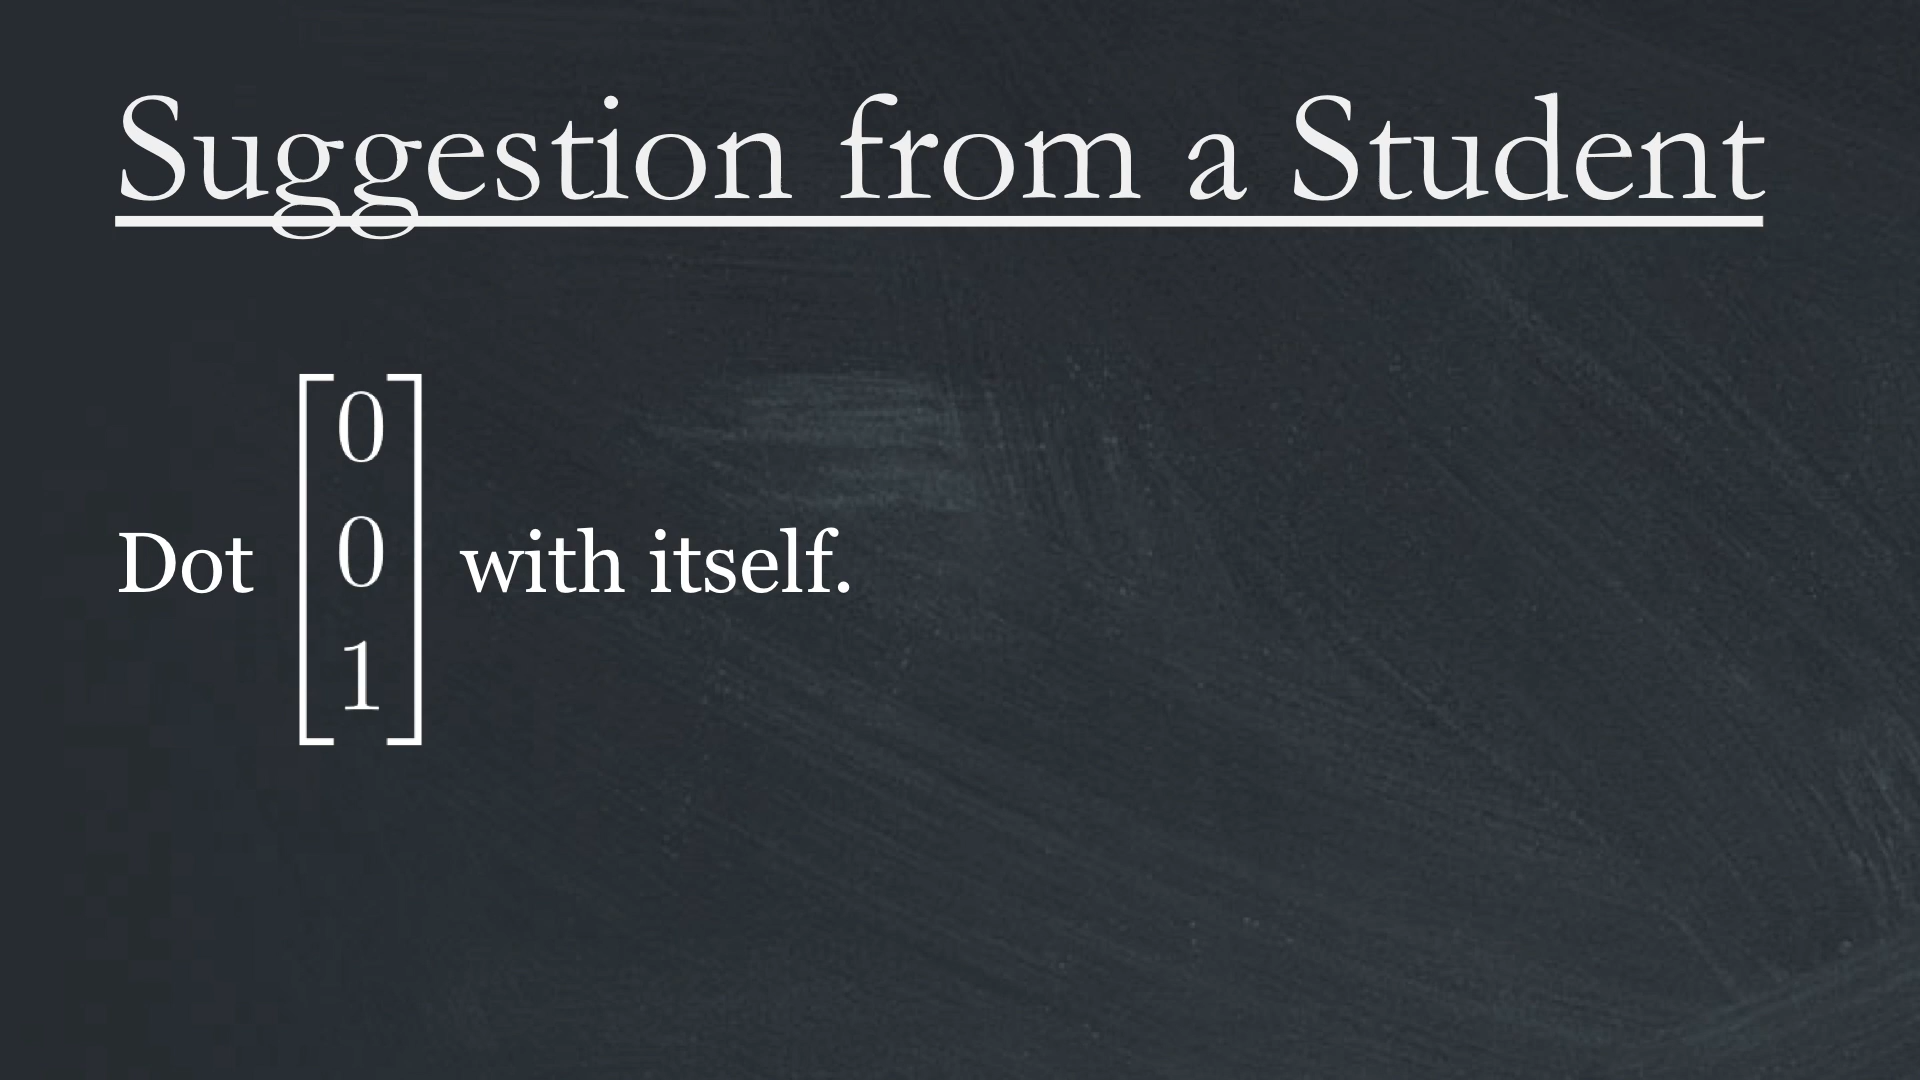 Suggestion from a Student
Dot [0 0 1] with itself.